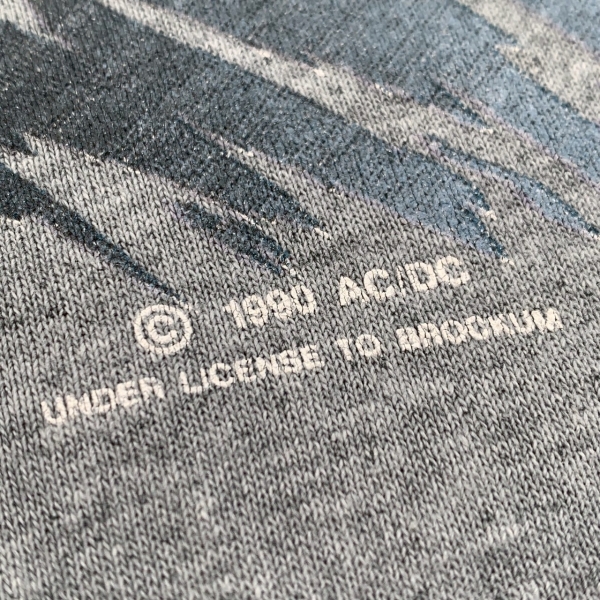 © 1990 AC/DC
UNDER LICENSE TO BROCKUM